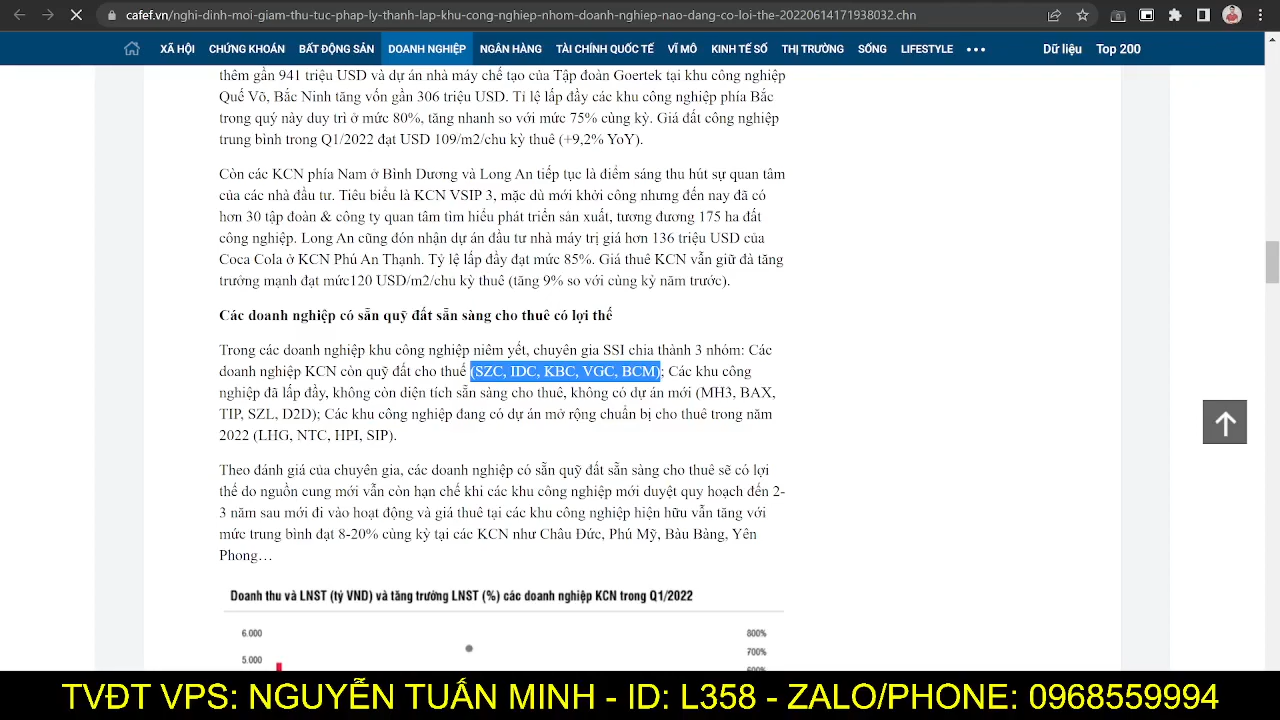 cafef.vn/nghi-dinh-moi-giam-thu-tuc-phap-ly-thanh-lap-khu-cong-nghiep-nhom-doanh-nghiep-nao-dang-co-loi-the-20220614171938032.chn
XÃ HỘI CHỨNG KHOÁN BẤT ĐỘNG SẢN DOANH NGHIỆP NGÂN HÀNG TÀI CHÍNH QUỐC TẾ VĨ MÔ KINH TẾ SỐ THỊ TRƯỜNG SỐNG LIFESTYLE ••• Dữ liệu Top 200
thêm gần 941 triệu USD và dự án nhà máy chế tạo của Tập đoàn Goertek tại khu công nghiệp
Quế Võ, Bắc Ninh tăng vốn gần 306 triệu USD. Tỉ lệ lấp đầy các khu công nghiệp phía Bắc
trong quý này duy trì ở mức 80%, tăng nhanh so với mức 75% cùng kỳ. Giá đất công nghiệp
trung bình trong Q1/2022 đạt USD 109/m2/chu kỳ thuê (+9,2% YoY).
Còn các KCN phía Nam ở Bình Dương và Long An tiếp tục là điểm sáng thu hút sự quan tâm
của các nhà đầu tư. Tiêu biểu là KCN VSIP 3, mặc dù mới khởi công nhưng đến nay đã có
hơn 30 tập đoàn & công ty quan tâm tìm hiểu phát triển sản xuất, tương đương 175 ha đất
công nghiệp. Long An cũng đón nhận dự án đầu tư nhà máy trị giá hơn 136 triệu USD của
Coca Cola ở KCN Phú An Thạnh. Tỷ lệ lấp đầy đạt mức 85%. Giá thuê KCN vẫn giữ đà tăng
trưởng mạnh đạt mức120 USD/m2/chu kỳ thuê (tăng 9% so với cùng kỳ năm trước).
Các doanh nghiệp có sẵn quỹ đất sẵn sàng cho thuê có lợi thế
Trong các doanh nghiệp khu công nghiệp niêm yết, chuyên gia SSI chia thành 3 nhóm: Các
doanh nghiệp KCN còn quỹ đất cho thuế (SZC, IDC, KBC, VGC, BCM); Các khu công
nghiệp đã lấp đầy, không còn diện tích sẵn sàng cho thuê, không có dự án mới (MH3, BAX,
TIP, SZL, D2D); Các khu công nghiệp đang có dự án mở rộng chuẩn bị cho thuê trong năm
2022 (LHG, NTC, HPI, SIP).
Theo đánh giá của chuyên gia, các doanh nghiệp có sẵn quỹ đất sẵn sàng cho thuê sẽ có lợi
thế do nguồn cung mới vẫn còn hạn chế khi các khu công nghiệp mới duyệt quy hoạch đến 2-
3 năm sau mới đi vào hoạt động và giá thuê tại các khu công nghiệp hiện hữu vẫn tăng với
mức trung bình đạt 8-20% cùng kỳ tại các KCN như Châu Đức, Phú Mỹ, Bàu Bàng, Yên
Phong…
Doanh thu và LNST (tỷ VND) và tăng trưởng LNST (%) các doanh nghiệp KCN trong Q1/2022
6.000 800%
700%
5.000
TVĐT VPS: NGUYỄN TUẤN MINH - ID: L358 - ZALO/PHONE: 0968559994